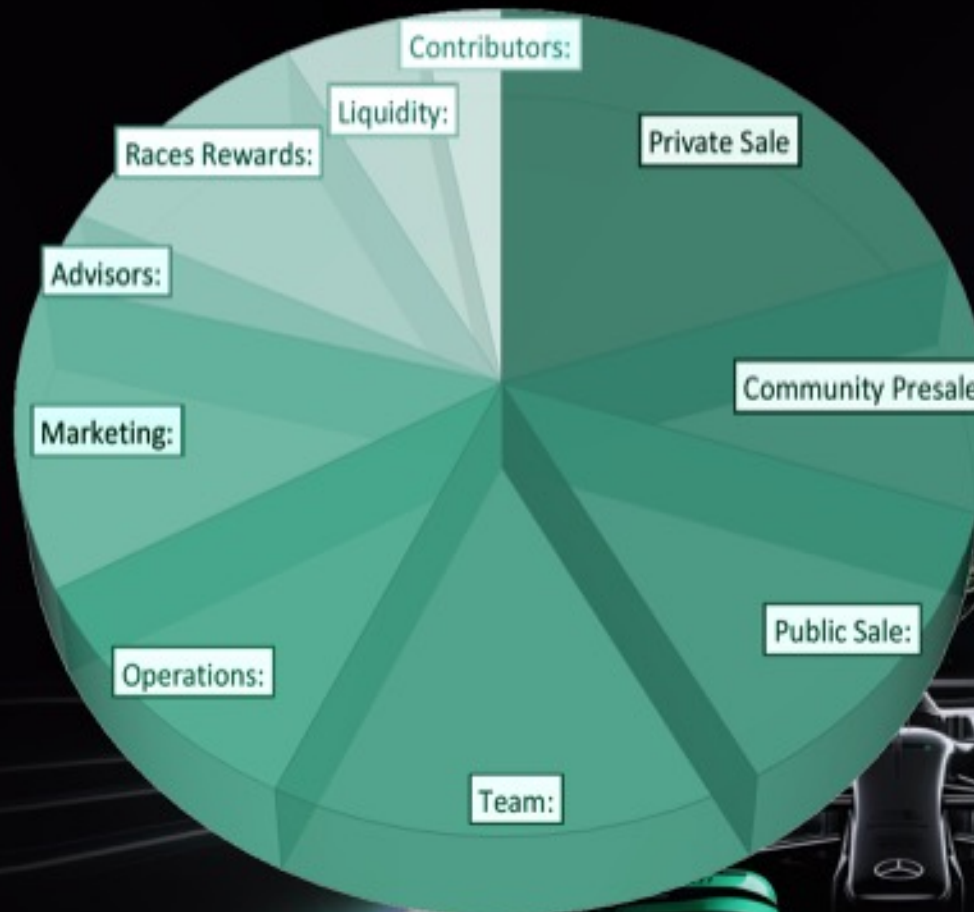 Contributors:
Liquidity:
Private Sale
Races Rewards:
Advisors:
Community Presale
Marketing:
Public Sale:
Operations:
Team: